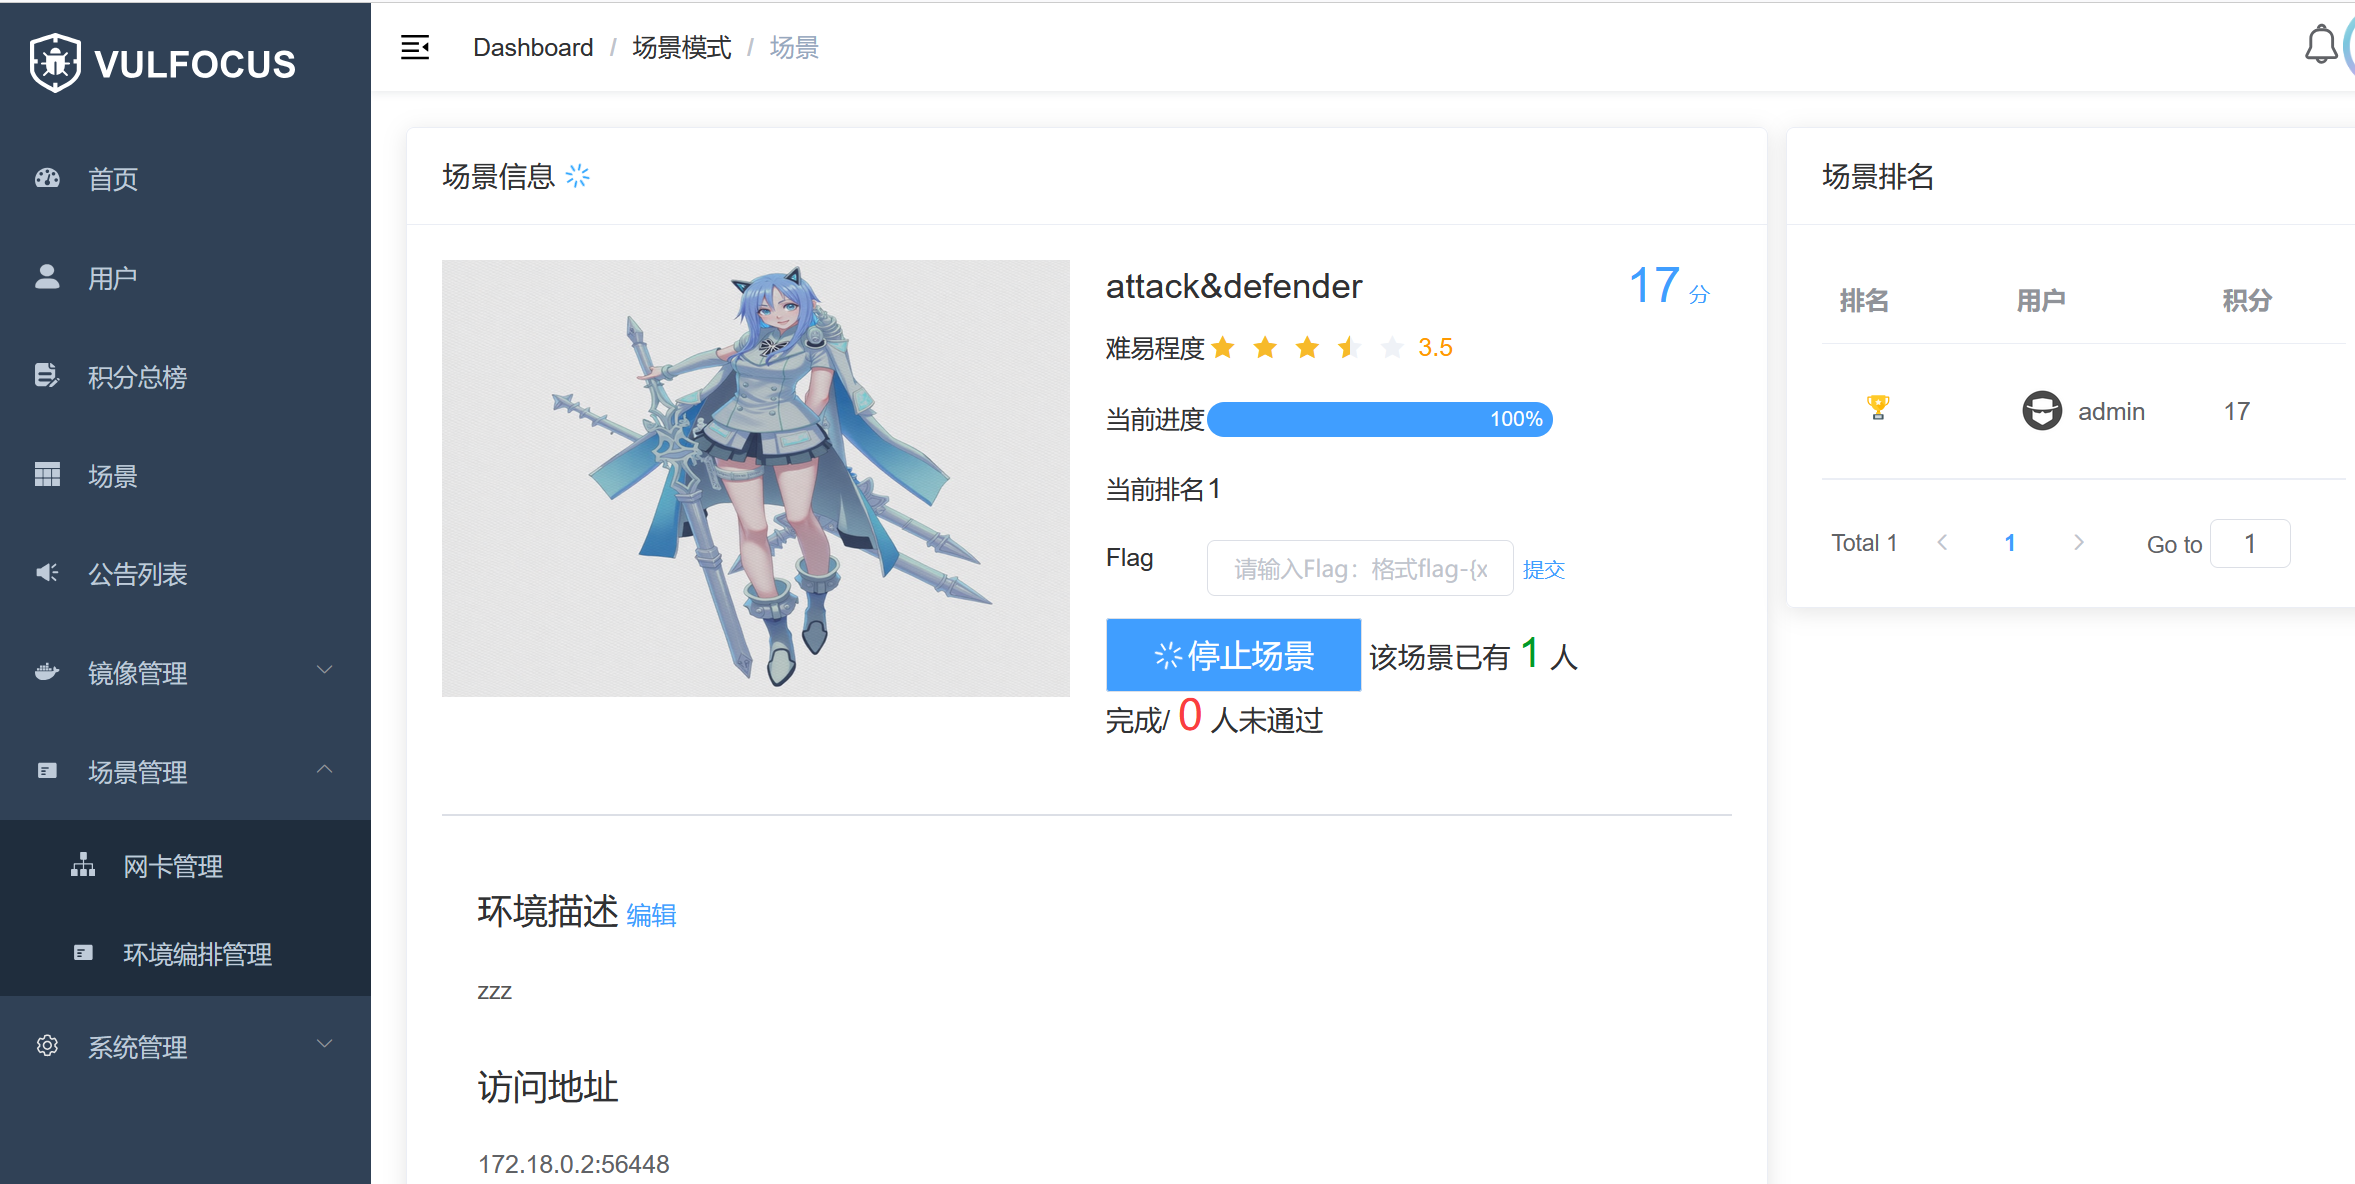 VULFOCUS
首页
用户
积分总榜
场景
公告列表
镜像管理
场景管理
网卡管理
环境编排管理
系统管理
Dashboard / 场景模式 / 场景
场景信息
attack&defender
17 分
难易程度 3.5
当前进度 100%
当前排名 1
Flag 请输入Flag：格式flag-{x 提交
停止场景 该场景已有 1 人
完成/ 0 人未通过
环境描述 编辑
zzz
访问地址
172.18.0.2:56448
场景排名
排名 用户 积分
admin 17
Total 1 1 Go to 1